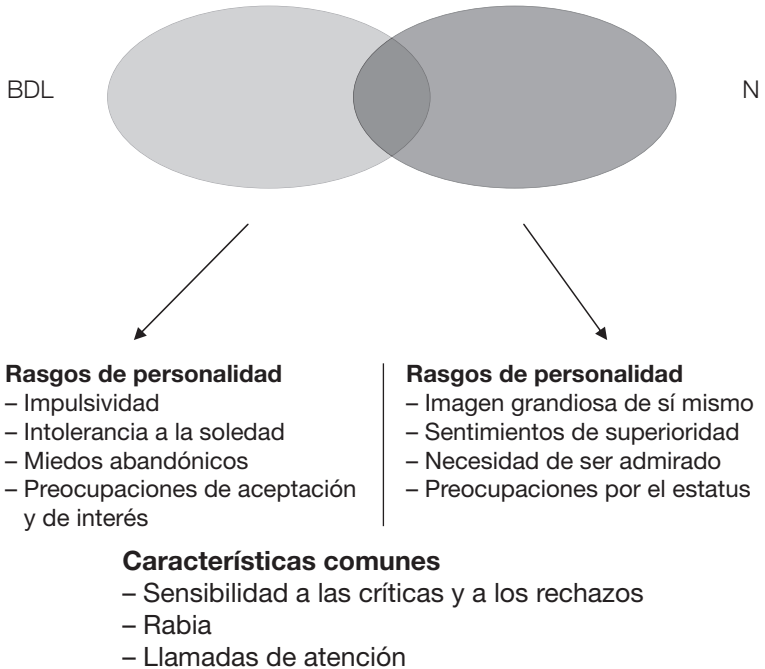 BDL
N
Rasgos de personalidad
– Impulsividad
– Intolerancia a la soledad
– Miedos abandónicos
– Preocupaciones de aceptación
y de interés
Rasgos de personalidad
– Imagen grandiosa de sí mismo
– Sentimientos de superioridad
– Necesidad de ser admirado
– Preocupaciones por el estatus
Características comunes
– Sensibilidad a las críticas y a los rechazos
– Rabia
– Llamadas de atención